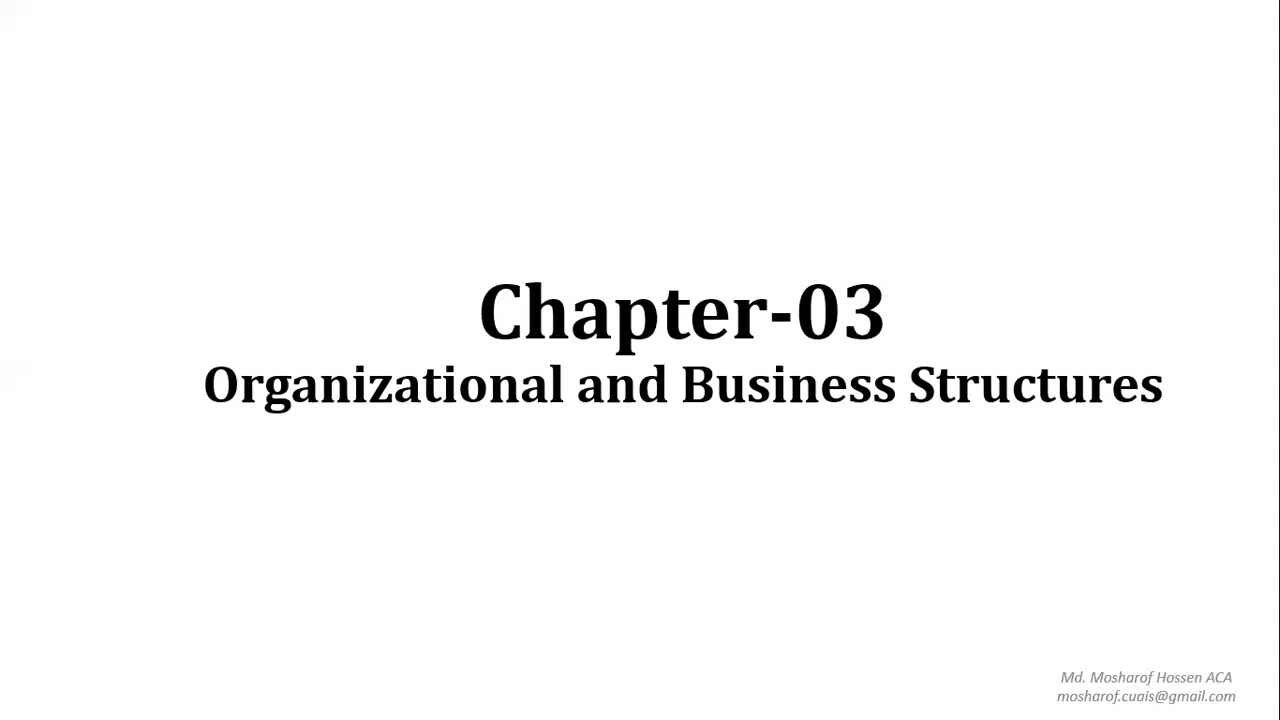 Chapter-03
Organizational and Business Structures
Md. Mosharof Hossen ACA
mosharof.cuais@gmail.com